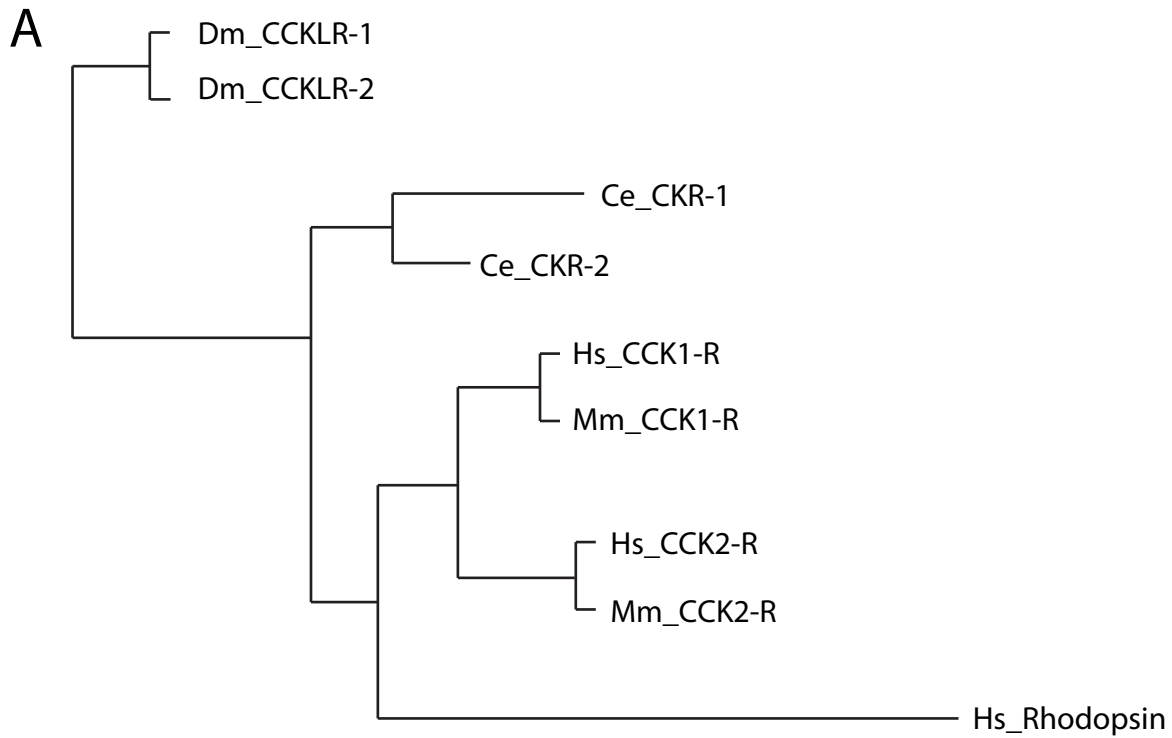 A
Dm_CCKLR-1
Dm_CCKLR-2
Ce_CKR-1
Ce_CKR-2
Hs_CCK1-R
Mm_CCK1-R
Hs_CCK2-R
Mm_CCK2-R
Hs_Rhodopsin